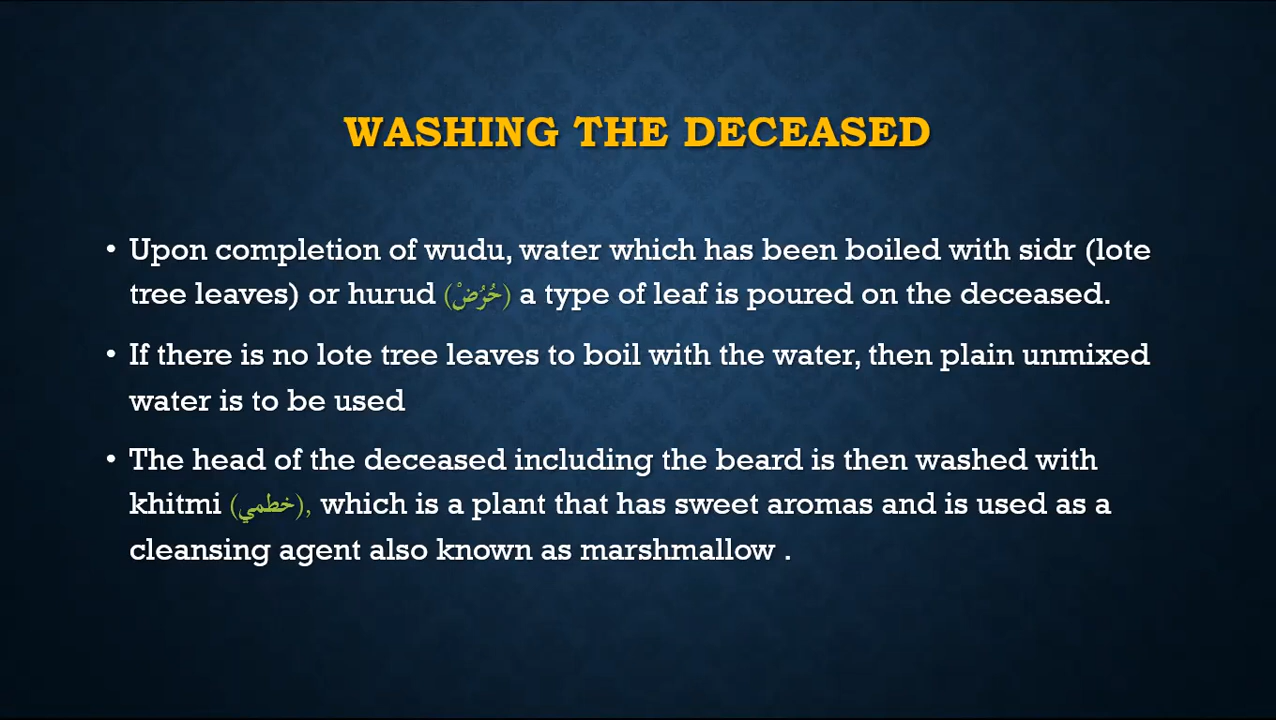 WASHING THE DECEASED
• Upon completion of wudu, water which has been boiled with sidr (lote
tree leaves) or hurud (حُرُضْ) a type of leaf is poured on the deceased.
• If there is no lote tree leaves to boil with the water, then plain unmixed
water is to be used
• The head of the deceased including the beard is then washed with
khitmi (خطمي), which is a plant that has sweet aromas and is used as a
cleansing agent also known as marshmallow .